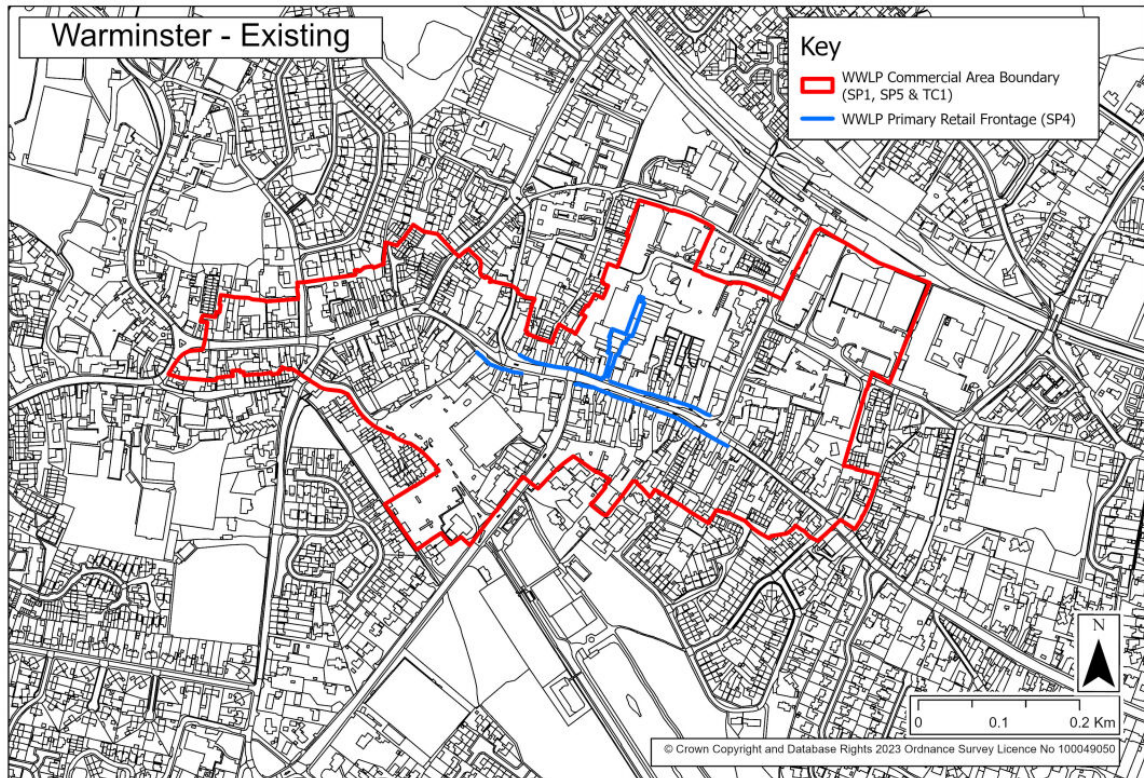 Warminster - Existing
Key
WWLP Commercial Area Boundary
(SP1, SP5 & TC1)
WWLP Primary Retail Frontage (SP4)
N
0 0.1 0.2 Km
© Crown Copyright and Database Rights 2023 Ordnance Survey Licence No 100049050